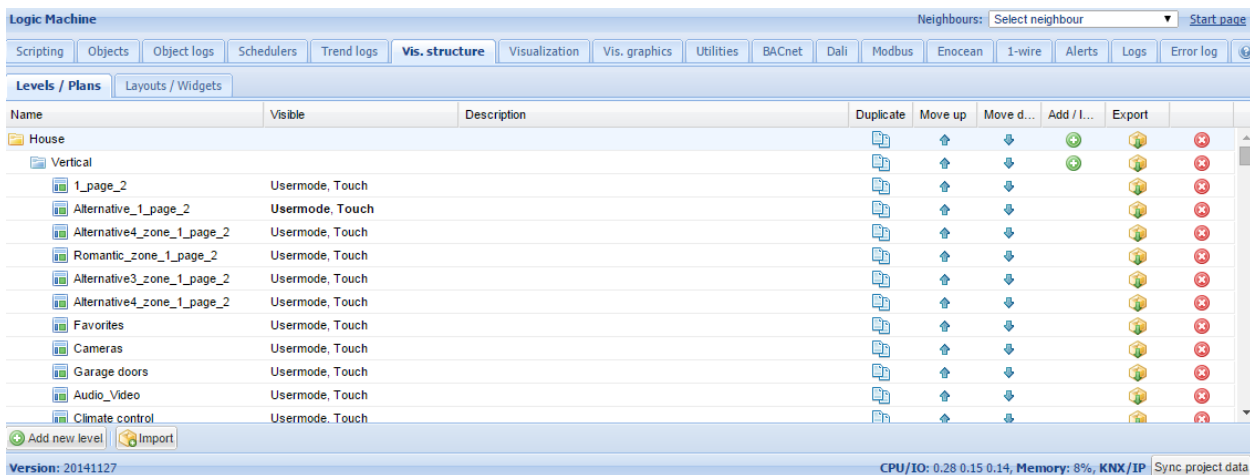 Logic Machine Neighbours: Select neighbour Start page
Scripting Objects Object logs Schedulers Trend logs Vis. structure Visualization Vis. graphics Utilities BACnet Dali Modbus Enocean 1-wire Alerts Logs Error log
Levels / Plans Layouts / Widgets
Name Visible Description Duplicate Move up Move d... Add / I... Export
House
Vertical
1_page_2 Usermode, Touch
Alternative_1_page_2 Usermode, Touch
Alternative4_zone_1_page_2 Usermode, Touch
Romantic_zone_1_page_2 Usermode, Touch
Alternative3_zone_1_page_2 Usermode, Touch
Alternative4_zone_1_page_2 Usermode, Touch
Favorites Usermode, Touch
Cameras Usermode, Touch
Garage doors Usermode, Touch
Audio_Video Usermode, Touch
Climate control Usermode, Touch
Add new level Import
Version: 20141127 CPU/IO: 0.28 0.15 0.14, Memory: 8%, KNX/IP Sync project data